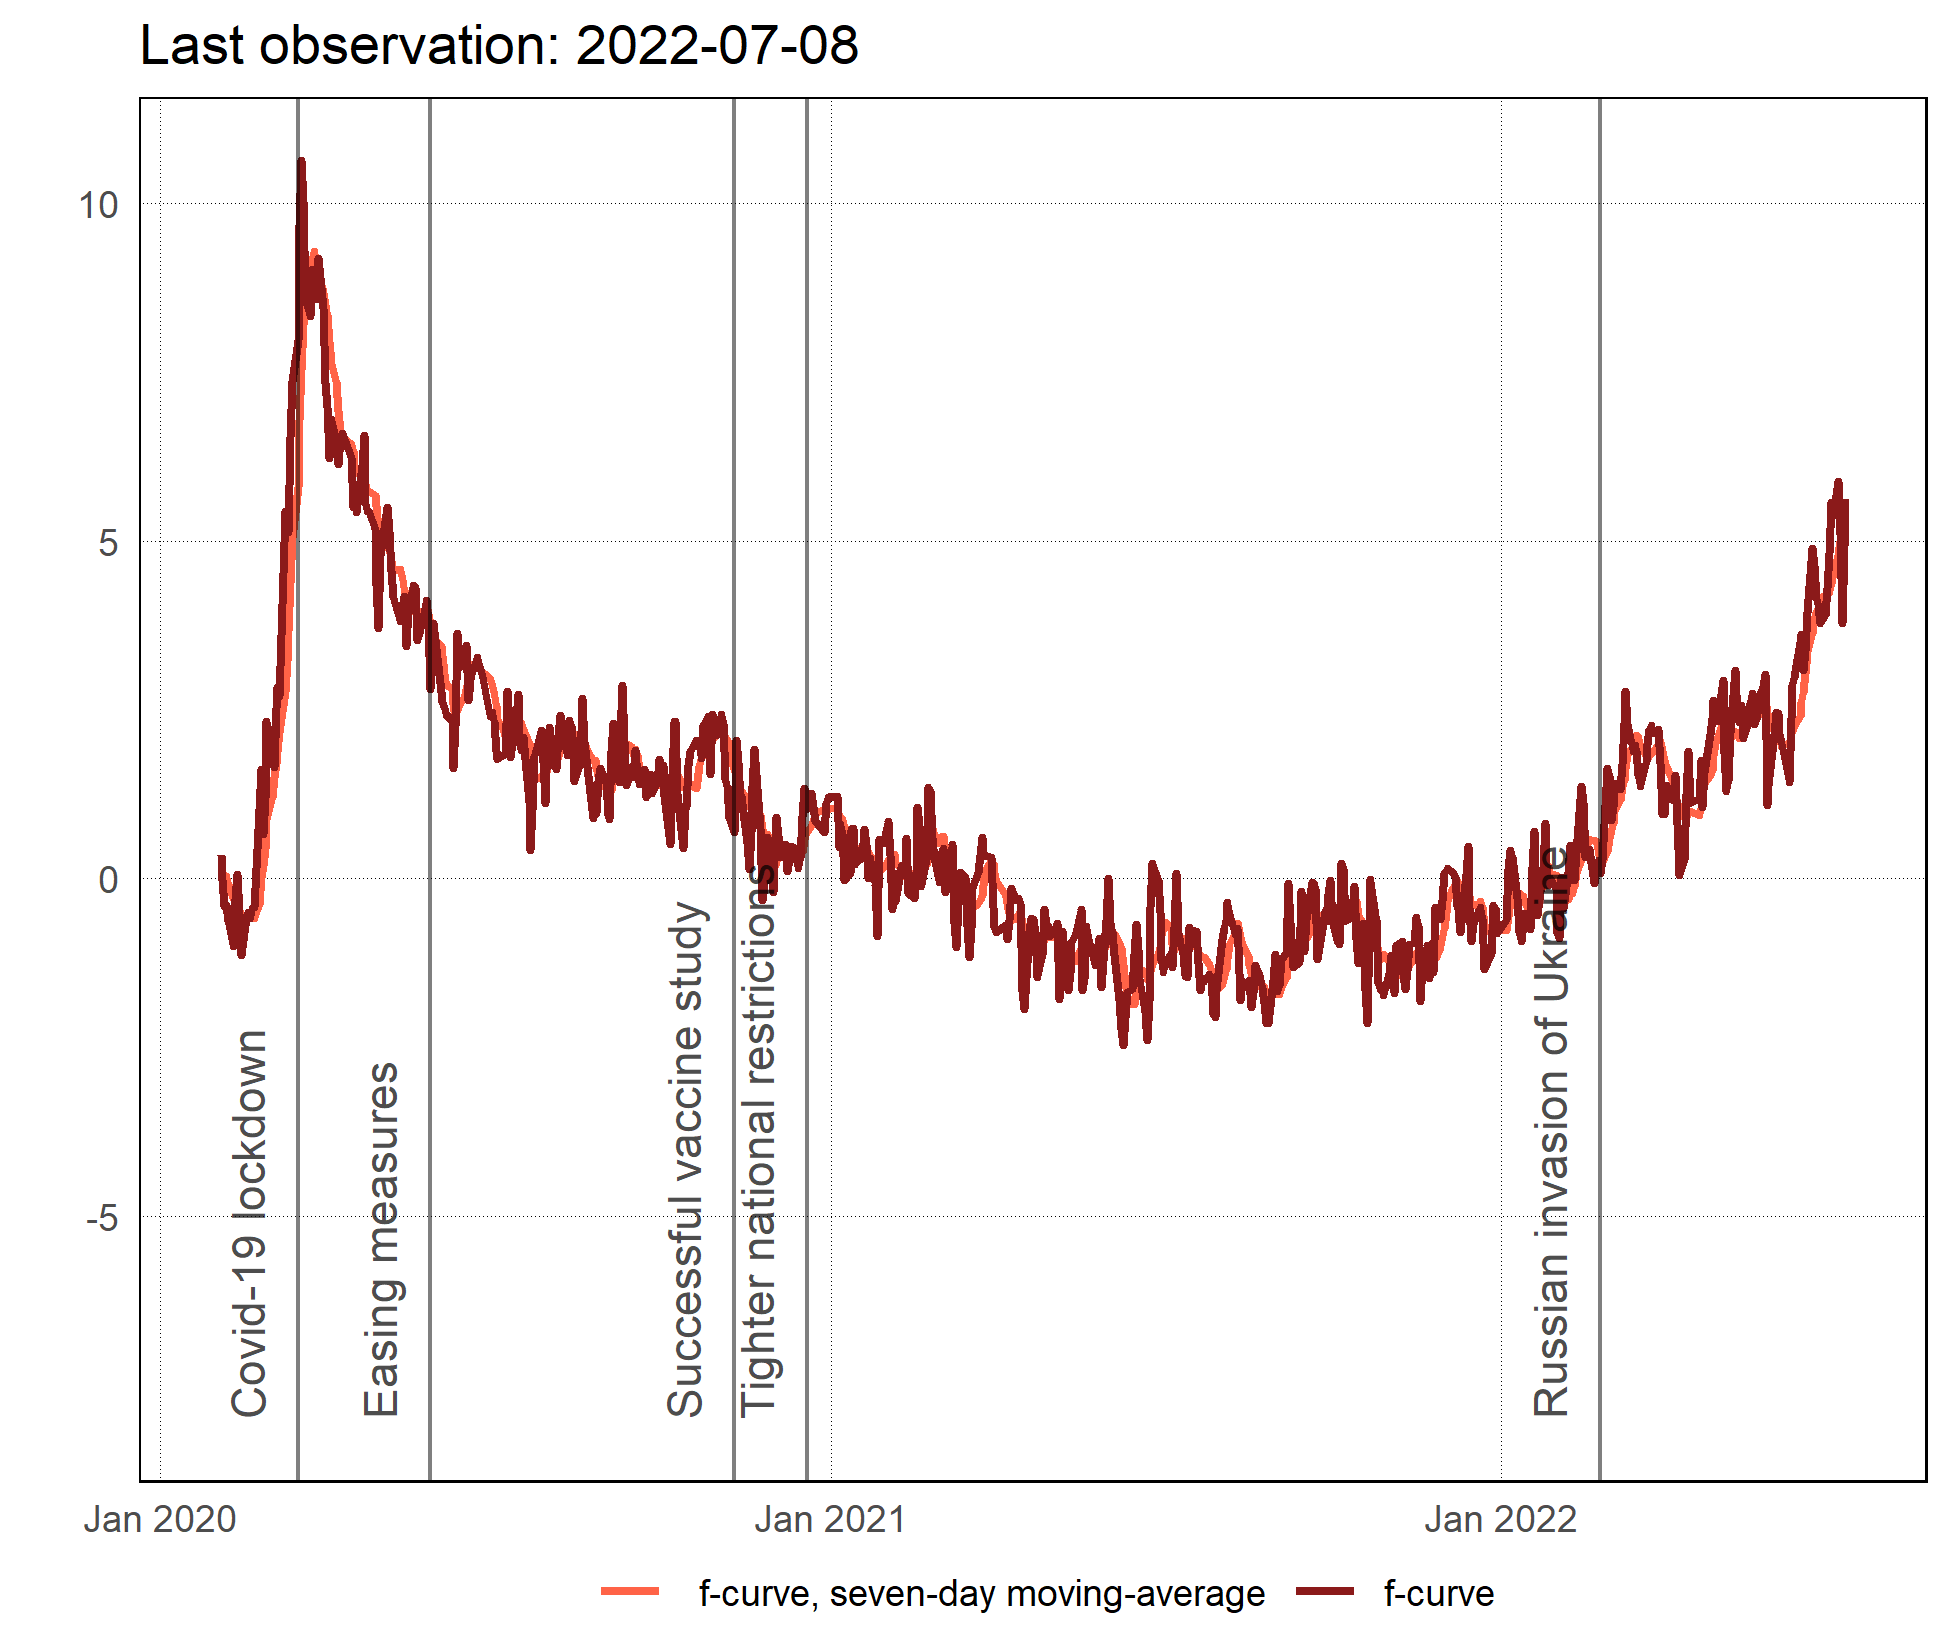 Last observation: 2022-07-08
10
5
0
-5
Covid-19 lockdown
Easing measures
Successful vaccine study
Tighter national restrictions
Russian invasion of Ukraine
Jan 2020
Jan 2021
Jan 2022
f-curve, seven-day moving-average
f-curve